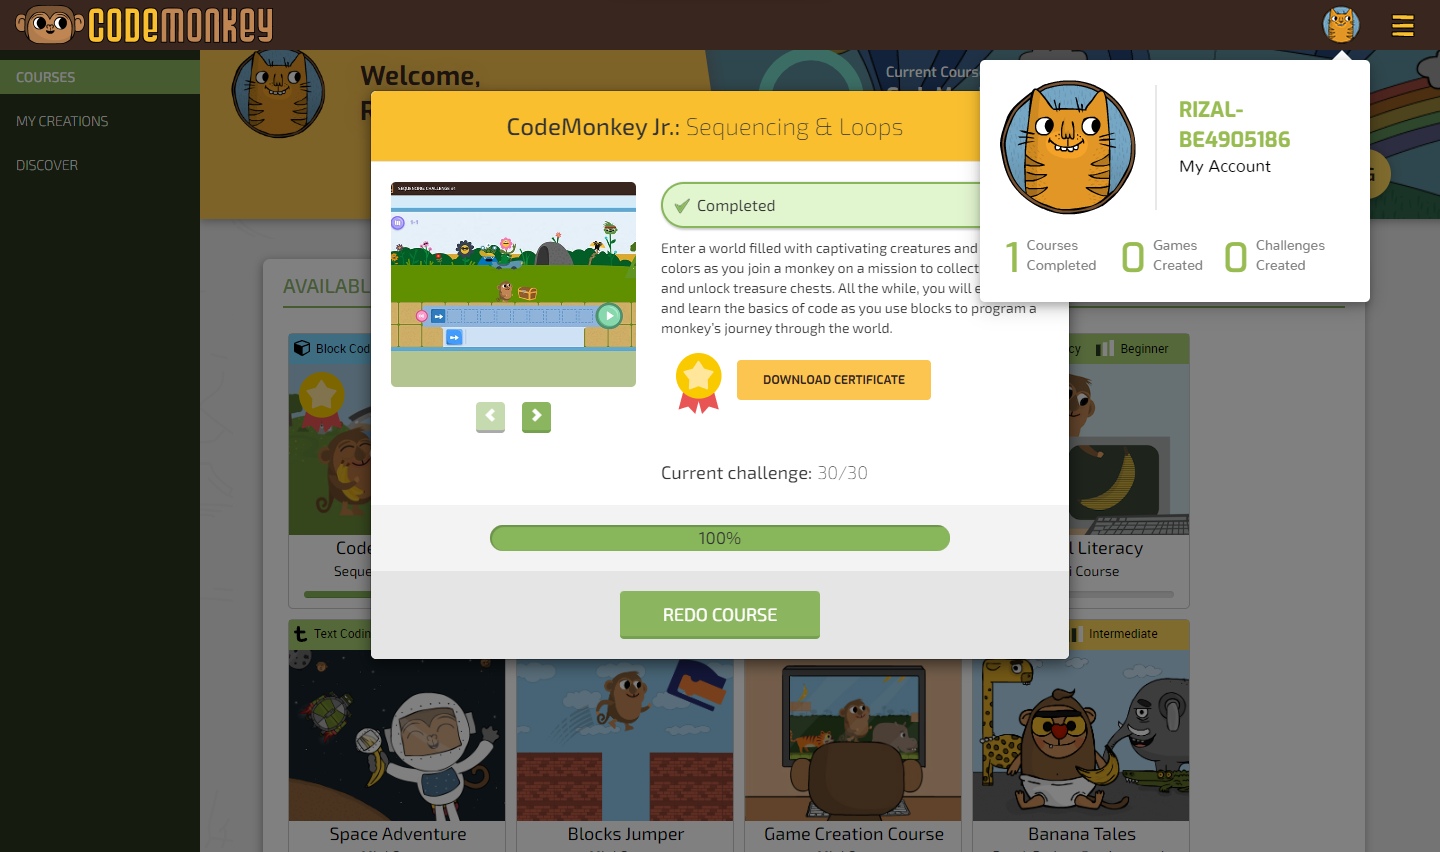 CODEMONKEY
COURSES
MY CREATIONS
DISCOVER
Welcome,
Current Cours
RIZAL-
BE4905186
My Account
1 Courses Completed
0 Games Created
0 Challenges Created
CodeMonkey Jr.: Sequencing & Loops
SEQUENCING CHALLENGE #1
1-1
Completed
Enter a world filled with captivating creatures and
colors as you join a monkey on a mission to collect
and unlock treasure chests. All the while, you will e
and learn the basics of code as you use blocks to program a
monkey's journey through the world.
DOWNLOAD CERTIFICATE
Current challenge: 30/30
100%
REDO COURSE
AVAILABL
Block Cod
cy
Beginner
Code
Seque
l Literacy
i Course
Text Codin
Intermediate
Space Adventure
Blocks Jumper
Game Creation Course
Banana Tales